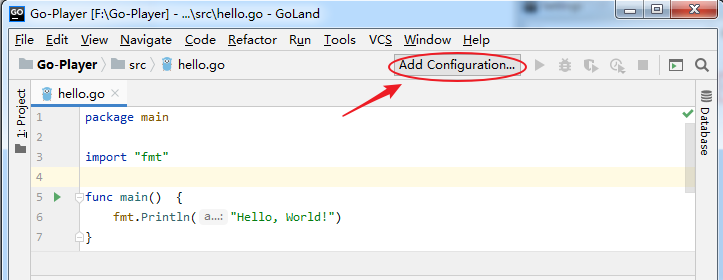 GO Go-Player [F:\Go-Player] - ...\src\hello.go - GoLand
File Edit View Navigate Code Refactor Run Tools VCS Window Help
Go-Player src hello.go Add Configuration...
hello.go
1: Project
Database
1 package main
2
3 import "fmt"
4
5 func main() {
6 fmt.Println( a...: "Hello, World!")
7 }